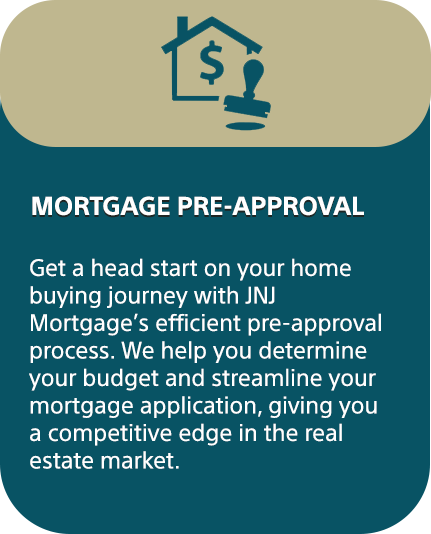 $
MORTGAGE PRE-APPROVAL
Get a head start on your home
buying journey with JNJ
Mortgage’s efficient pre-approval
process. We help you determine
your budget and streamline your
mortgage application, giving you
a competitive edge in the real
estate market.